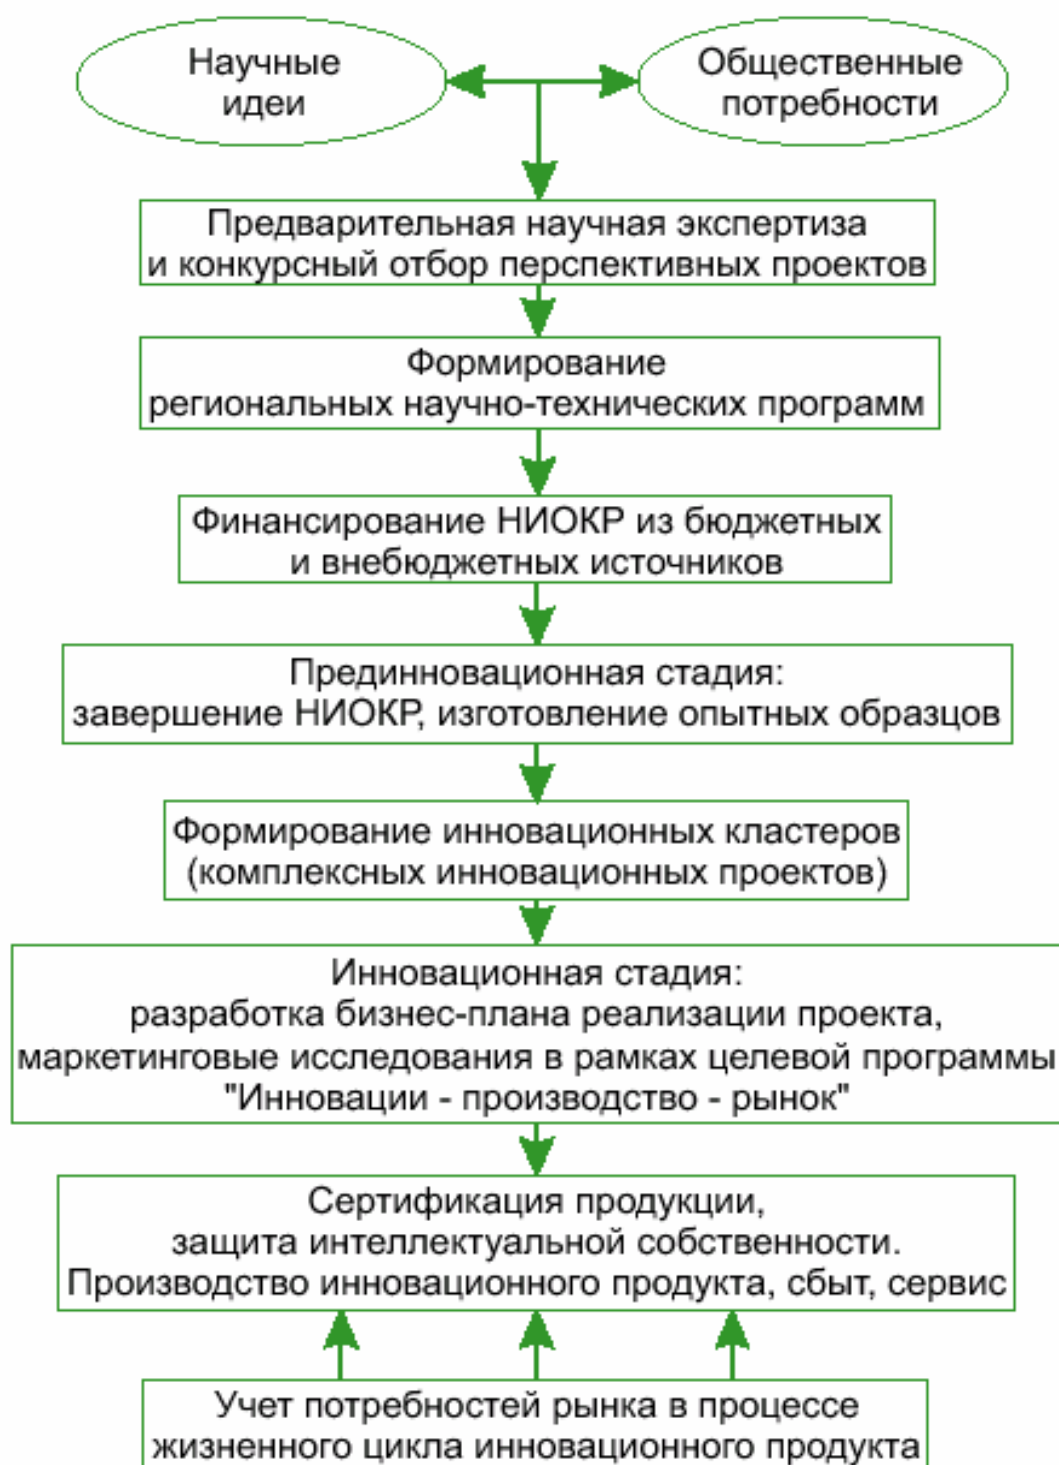 Научные
идеи
Общественные
потребности
Предварительная научная экспертиза
и конкурсный отбор перспективных проектов
Формирование
региональных научно-технических программ
Финансирование НИОКР из бюджетных
и внебюджетных источников
Прединновационная стадия:
завершение НИОКР, изготовление опытных образцов
Формирование инновационных кластеров
(комплексных инновационных проектов)
Инновационная стадия:
разработка бизнес-плана реализации проекта,
маркетинговые исследования в рамках целевой программы
"Инновации - производство - рынок"
Сертификация продукции,
защита интеллектуальной собственности.
Производство инновационного продукта, сбыт, сервис
Учет потребностей рынка в процессе
жизненного цикла инновационного продукта